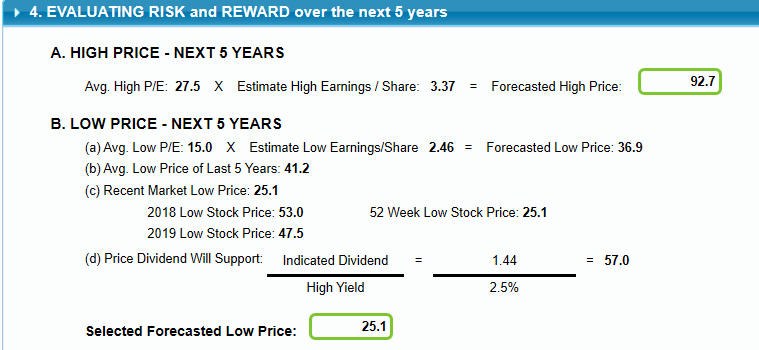 4. EVALUATING RISK and REWARD over the next 5 years
A. HIGH PRICE - NEXT 5 YEARS
Avg. High P/E: 27.5 X Estimate High Earnings / Share: 3.37 = Forecasted High Price: 92.7
B. LOW PRICE - NEXT 5 YEARS
(a) Avg. Low P/E: 15.0 X Estimate Low Earnings/Share 2.46 = Forecasted Low Price: 36.9
(b) Avg. Low Price of Last 5 Years: 41.2
(c) Recent Market Low Price: 25.1
2018 Low Stock Price: 53.0 52 Week Low Stock Price: 25.1
2019 Low Stock Price: 47.5
(d) Price Dividend Will Support: Indicated Dividend = 1.44 = 57.0
High Yield 2.5%
Selected Forecasted Low Price: 25.1